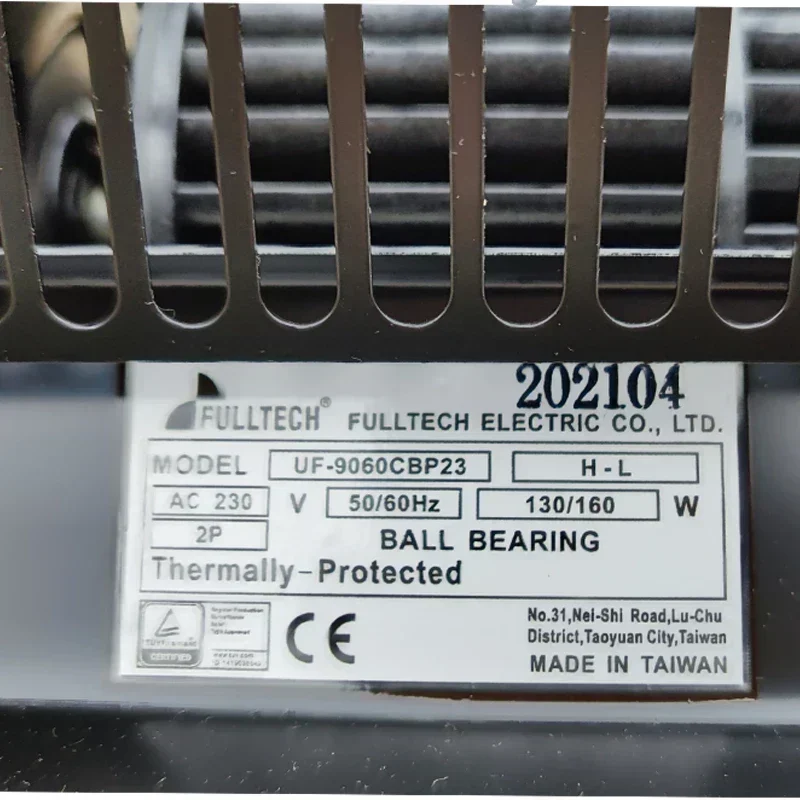 202104
FULLTECH® FULLTECH ELECTRIC CO., LTD.
MODEL UF-9060CBP23 H-L
AC 230 V 50/60Hz 130/160 W
2P BALL BEARING
Thermally-Protected
CE
No.31,Nei-Shi Road,Lu-Chu
District,Taoyuan City,Taiwan
MADE IN TAIWAN
CERTIFIED